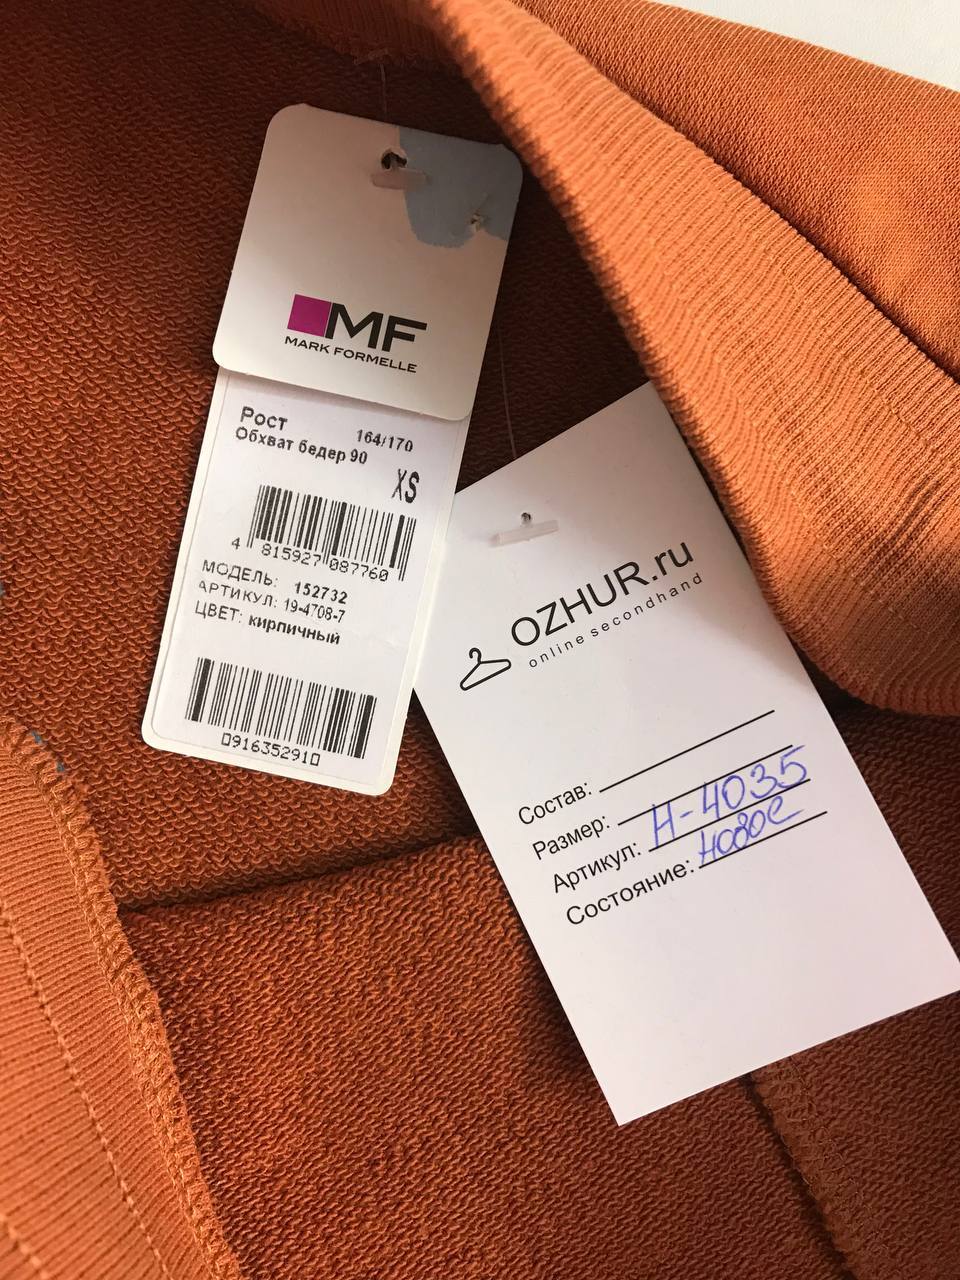 MF
MARK FORMELLE
Рост 164/170
Обхват бедер 90
XS
4 815927 087760
МОДЕЛЬ: 152732
АРТИКУЛ: 19-4708-7
ЦВЕТ: кирпичный
0916352910
OZHUR.ru
online secondhand
Состав:
Размер:
Артикул: Н-4035
Состояние: новое